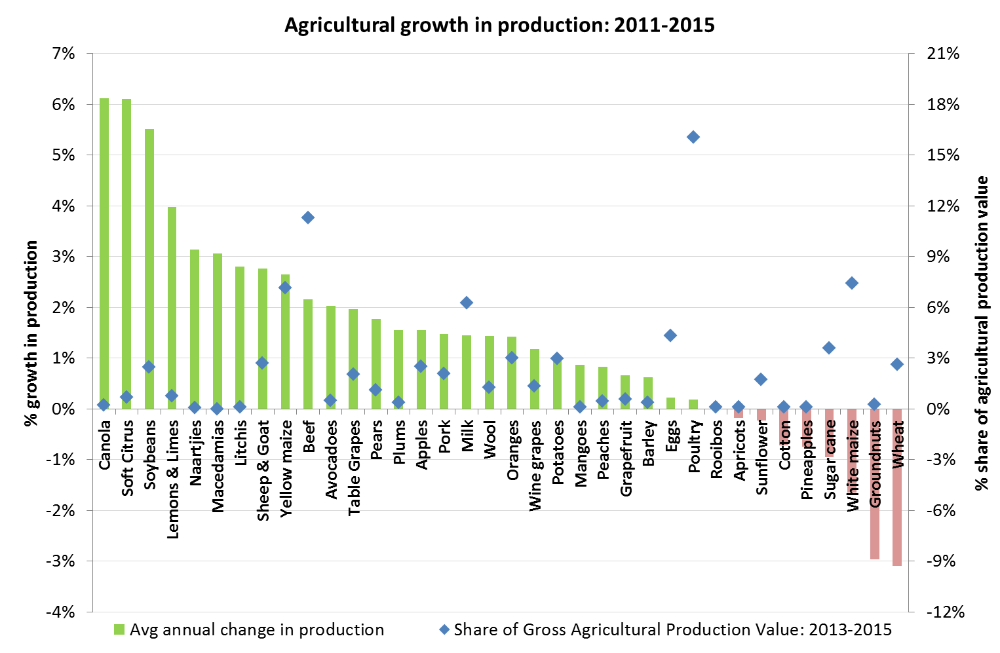 Agricultural growth in production: 2011-2015
7%
6%
5%
4%
3%
2%
1%
0%
-1%
-2%
-3%
-4%
% growth in production
21%
18%
15%
12%
9%
6%
3%
0%
-3%
-6%
-9%
-12%
% share of agricultural production value
Canola
Soft Citrus
Soybeans
Lemons & Limes
Naartjies
Macedamias
Litchis
Sheep & Goat
Yellow maize
Beef
Avocadoes
Table Grapes
Pears
Plums
Apples
Pork
Milk
Wool
Oranges
Wine grapes
Potatoes
Mangoes
Peaches
Grapefruit
Barley
Eggs
Poultry
Rooibos
Apricots
Sunflower
Cotton
Pineapples
Sugar cane
White maize
Groundnuts
Wheat
Avg annual change in production
Share of Gross Agricultural Production Value: 2013-2015